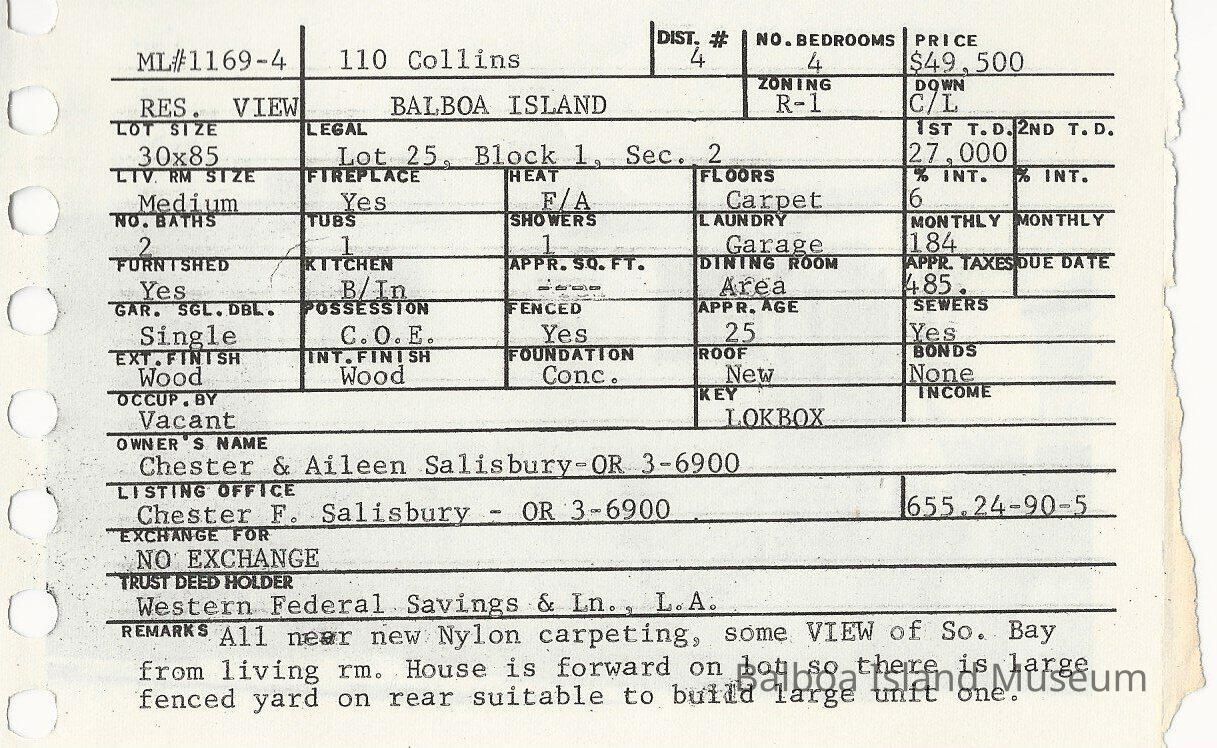 DIST. # NO. BEDROOMS PRICE
ML#1169-4 110 Collins 4 4 $49,500
ZONING DOWN
RES. VIEW BALBOA ISLAND R-1 C/L
LOT SIZE LEGAL 1ST T.D. 2ND T.D.
30x85 Lot 25, Block 1, Sec. 2 27,000
LIV. RM SIZE FIREPLACE HEAT FLOORS % INT. % INT.
Medium Yes F/A Carpet 6
NO. BATHS TUBS SHOWERS LAUNDRY MONTHLY MONTHLY
2 1 1 Garage 184
FURNISHED KITCHEN APPR. SQ. FT. DINING ROOM APPR. TAXES DUE DATE
Yes B/In ---- Area 485.
GAR. SGL. DBL. POSSESSION FENCED APPR. AGE SEWERS
Single C.O.E. Yes 25 Yes
EXT. FINISH INT. FINISH FOUNDATION ROOF BONDS
Wood Wood Conc. New None
OCCUP. BY KEY INCOME
Vacant LOKBOX
OWNER'S NAME
Chester & Aileen Salisbury-OR 3-6900
LISTING OFFICE
Chester F. Salisbury - OR 3-6900 655.24-90-5
EXCHANGE FOR
NO EXCHANGE
TRUST DEED HOLDER
Western Federal Savings & Ln., L.A.
REMARKS All near new Nylon carpeting, some VIEW of So. Bay
from living rm. House is forward on lot so there is large
fenced yard on rear suitable to build large unit one.
Balboa Island Museum